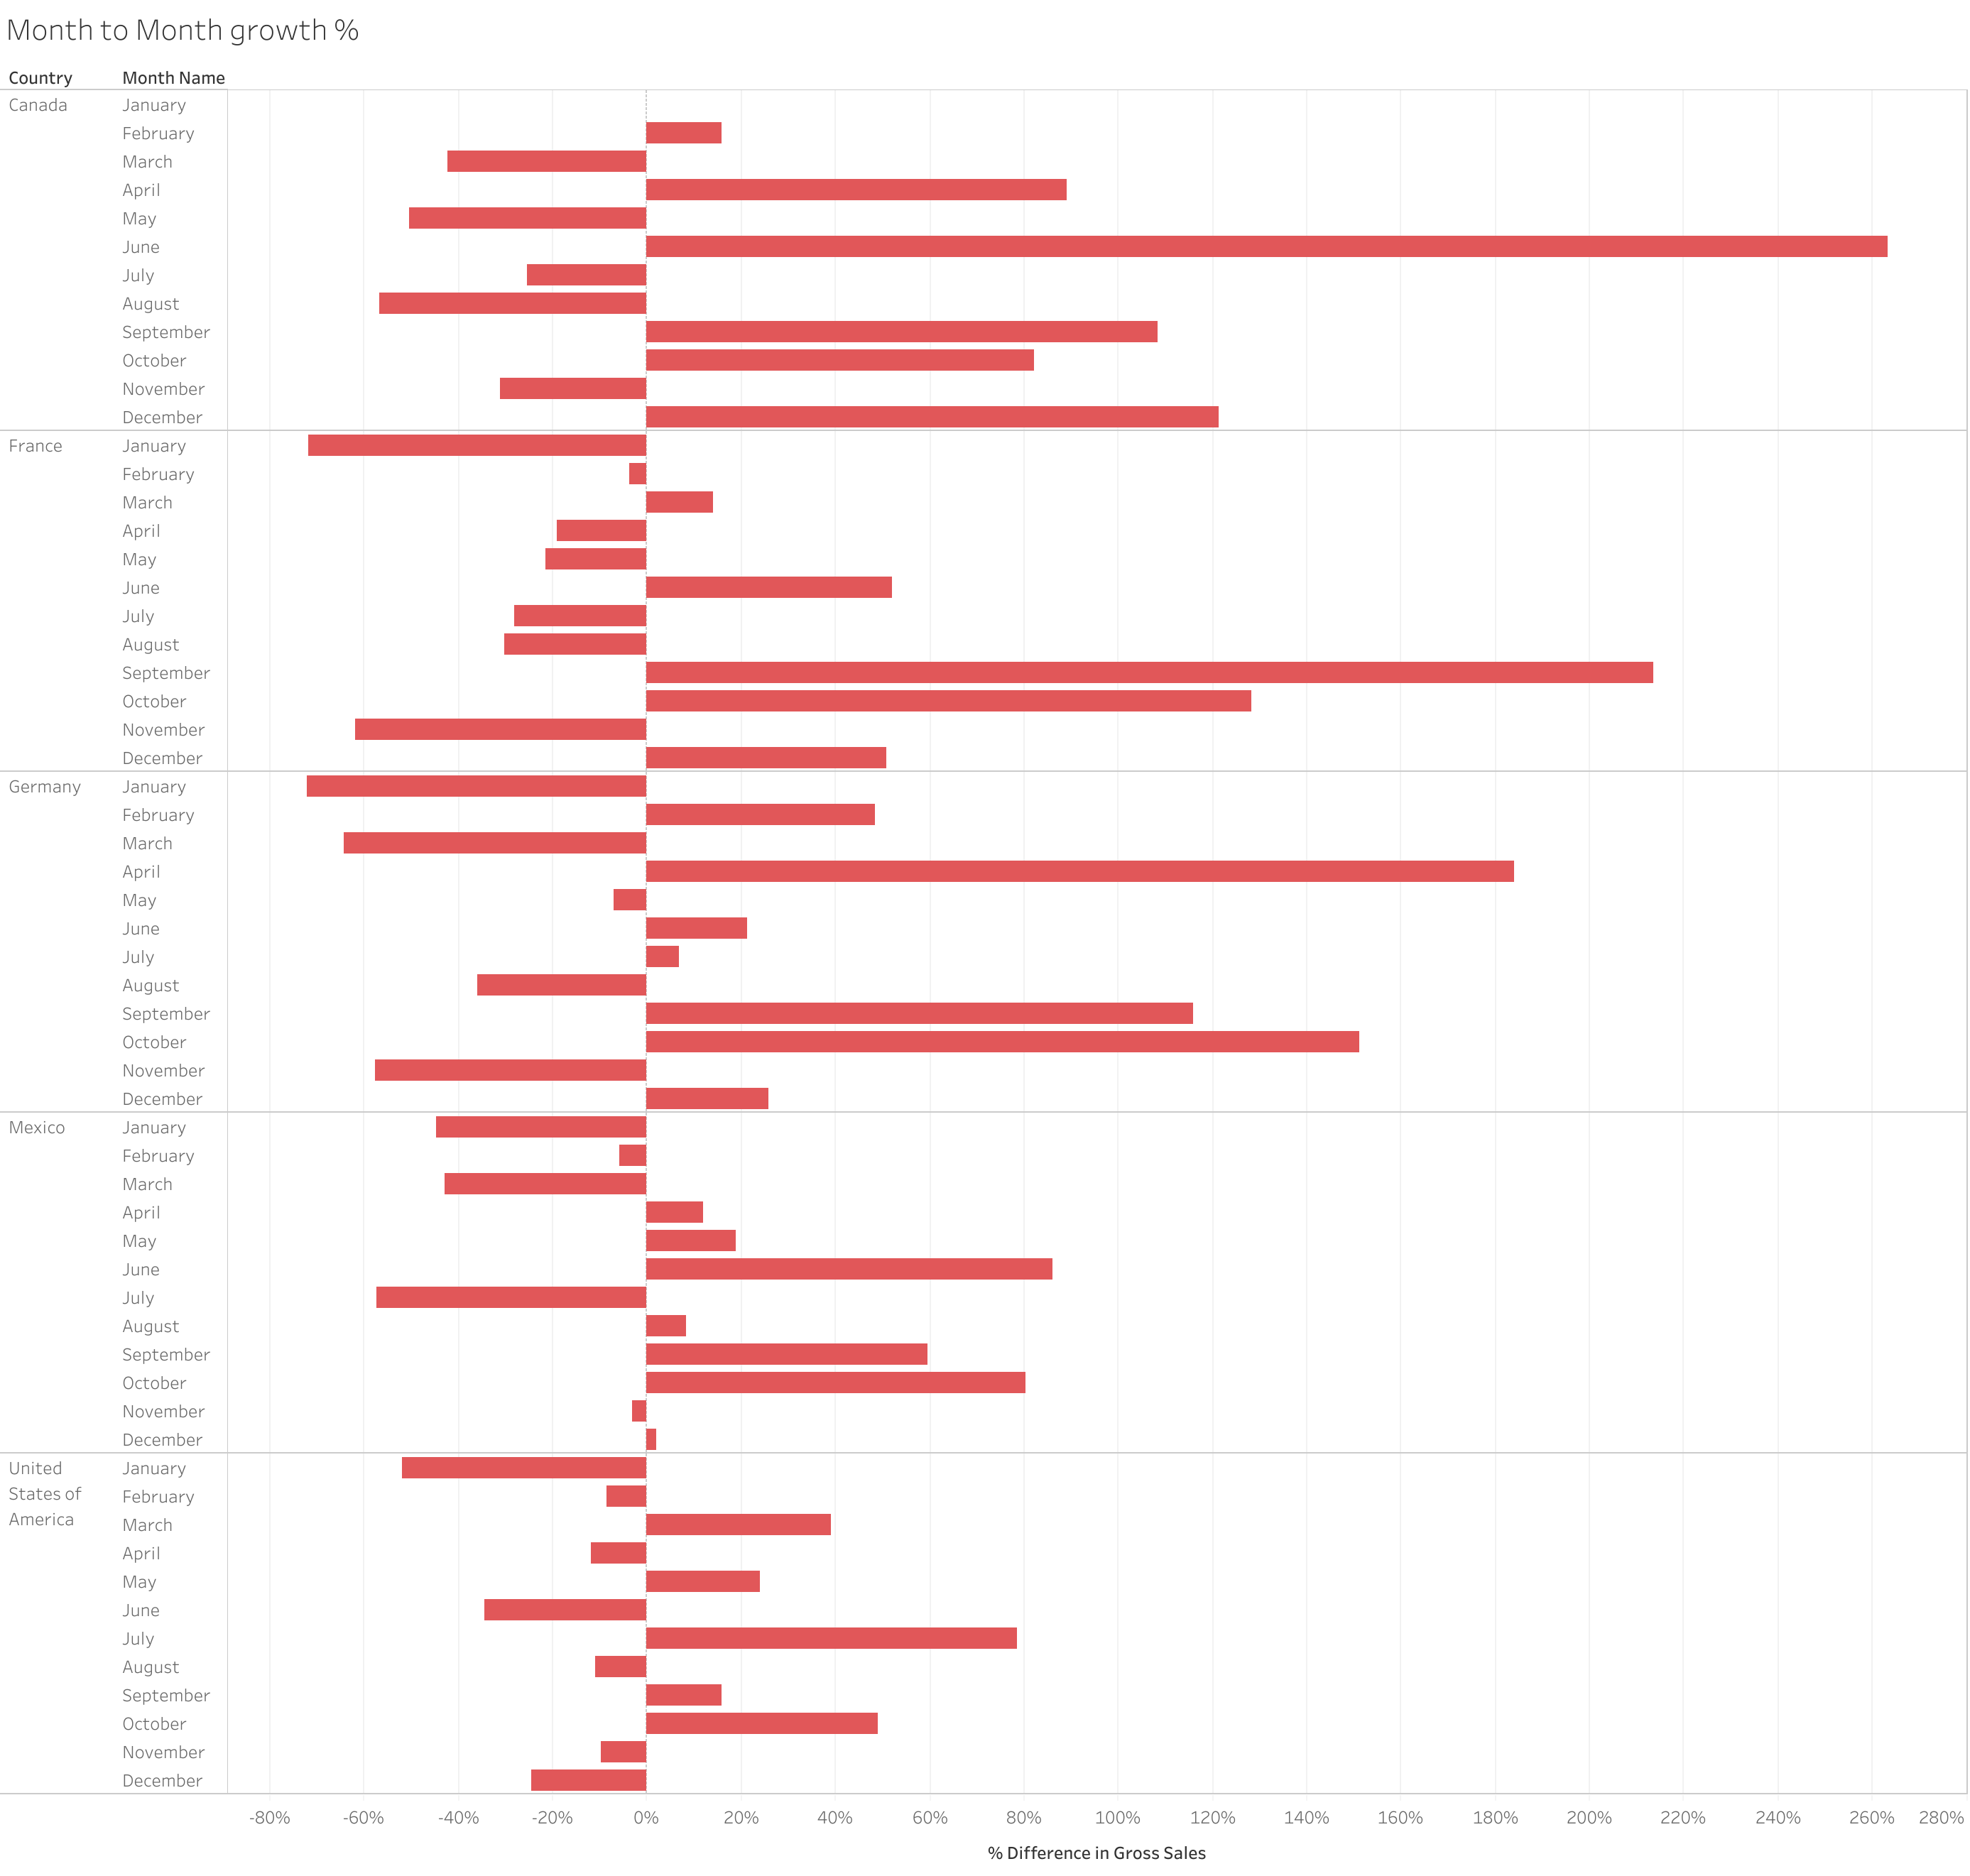 Month to Month growth %
Country Month Name
Canada January
February
March
April
May
June
July
August
September
October
November
December
France January
February
March
April
May
June
July
August
September
October
November
December
Germany January
February
March
April
May
June
July
August
September
October
November
December
Mexico January
February
March
April
May
June
July
August
September
October
November
December
United January
States of February
America March
April
May
June
July
August
September
October
November
December
-80% -60% -40% -20% 0% 20% 40% 60% 80% 100% 120% 140% 160% 180% 200% 220% 240% 260% 280%
% Difference in Gross Sales